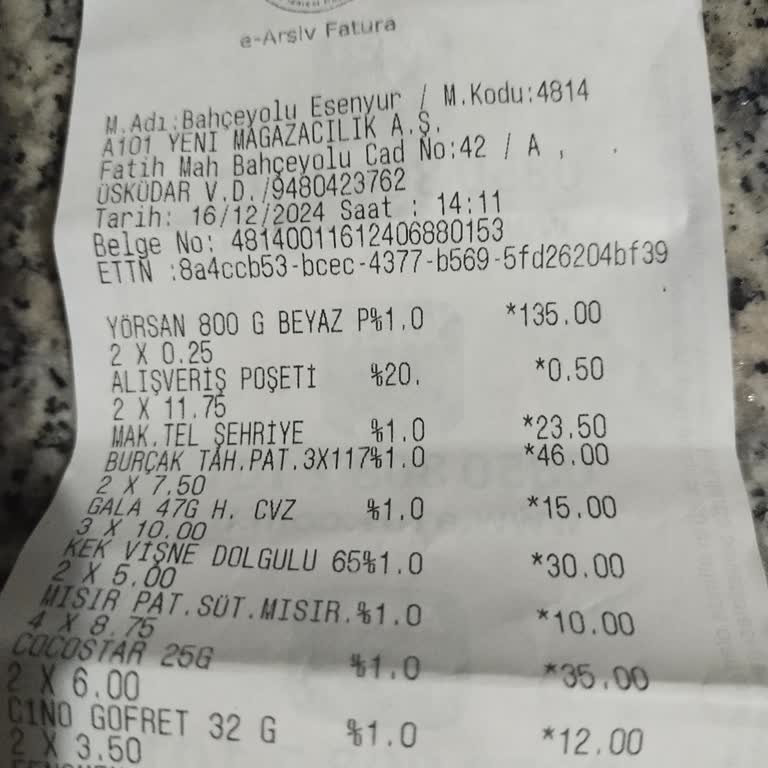 e-Arşiv Fatura
M.Adı:Bahçeyolu Esenyur / M.Kodu:4814
A101 YENİ MAĞAZACILIK A.Ş.
Fatih Mah Bahçeyolu Cad No:42 / A ,
ÜSKÜDAR V.D./9480423762
Tarih: 16/12/2024 Saat : 14:11
Belge No: 48140011612406880153
ETTN :8a4ccb53-bcec-4377-b569-5fd26204bf39
YÖRSAN 800 G BEYAZ P%1.0 *135.00
2 X 0.25
ALIŞVERİŞ POŞETİ %20. *0.50
2 X 11.75
MAK.TEL ŞEHRİYE %1.0 *23.50
BURÇAK TAH.PAT.3X117%1.0 *46.00
2 X 7.50
GALA 47G H. CVZ %1.0 *15.00
3 X 10.00
KEK VİŞNE DOLGULU 65%1.0 *30.00
2 X 5.00
MISIR PAT.SÜT.MISIR.%1.0 *10.00
4 X 8.75
COCOSTAR 25G %1.0 *35.00
2 X 6.00
C1NO GOFRET 32 G %1.0 *12.00
2 X 3.50